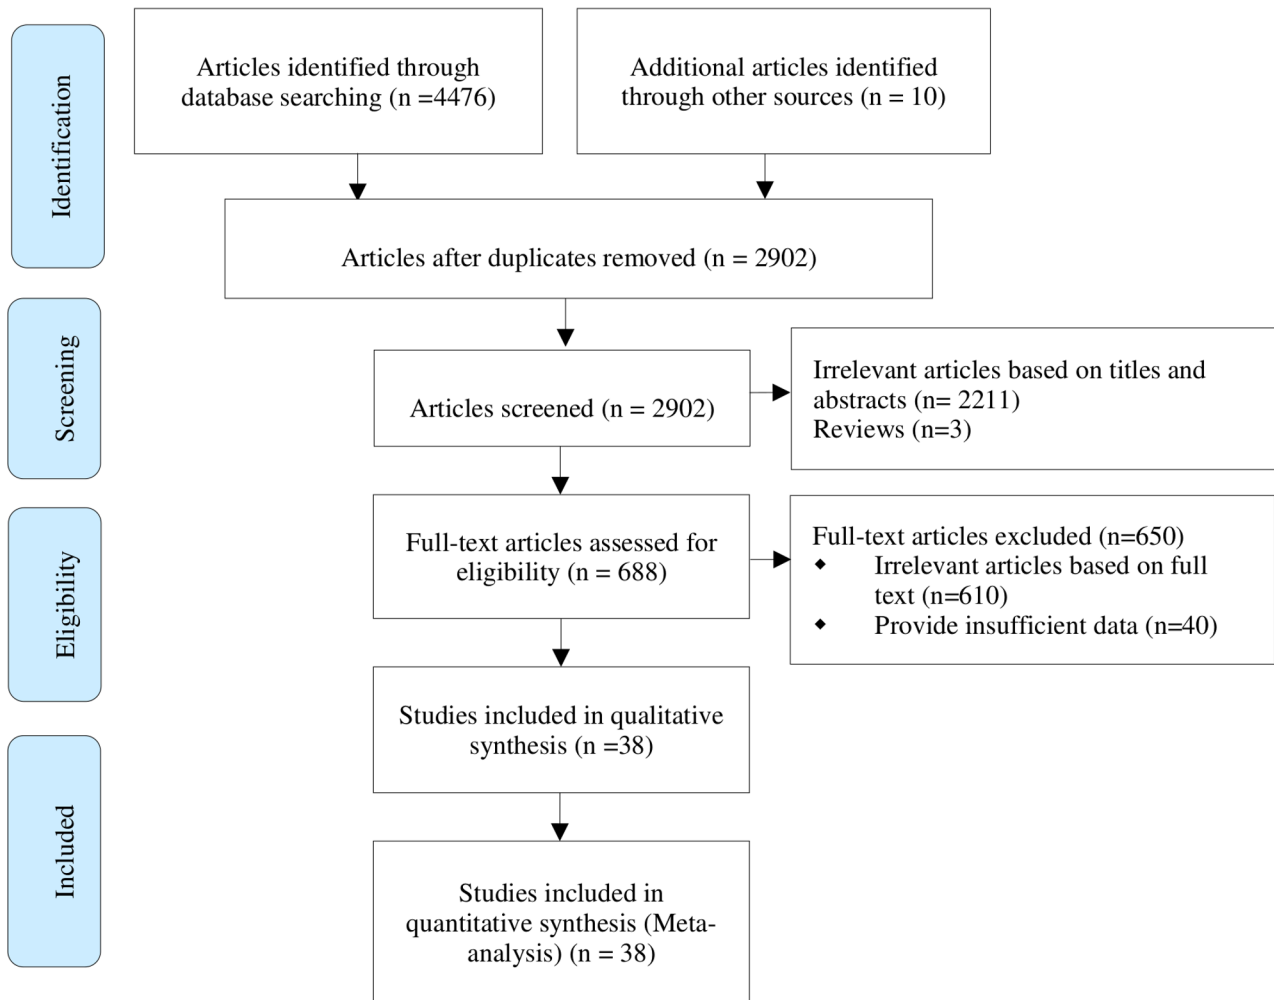 Identification
Articles identified through
database searching (n =4476)
Additional articles identified
through other sources (n = 10)
Articles after duplicates removed (n = 2902)
Screening
Articles screened (n = 2902)
Irrelevant articles based on titles and
abstracts (n= 2211)
Reviews (n=3)
Eligibility
Full-text articles assessed for
eligibility (n = 688)
Full-text articles excluded (n=650)
◆ Irrelevant articles based on full
text (n=610)
◆ Provide insufficient data (n=40)
Studies included in qualitative
synthesis (n =38)
Included
Studies included in
quantitative synthesis (Meta-
analysis) (n = 38)